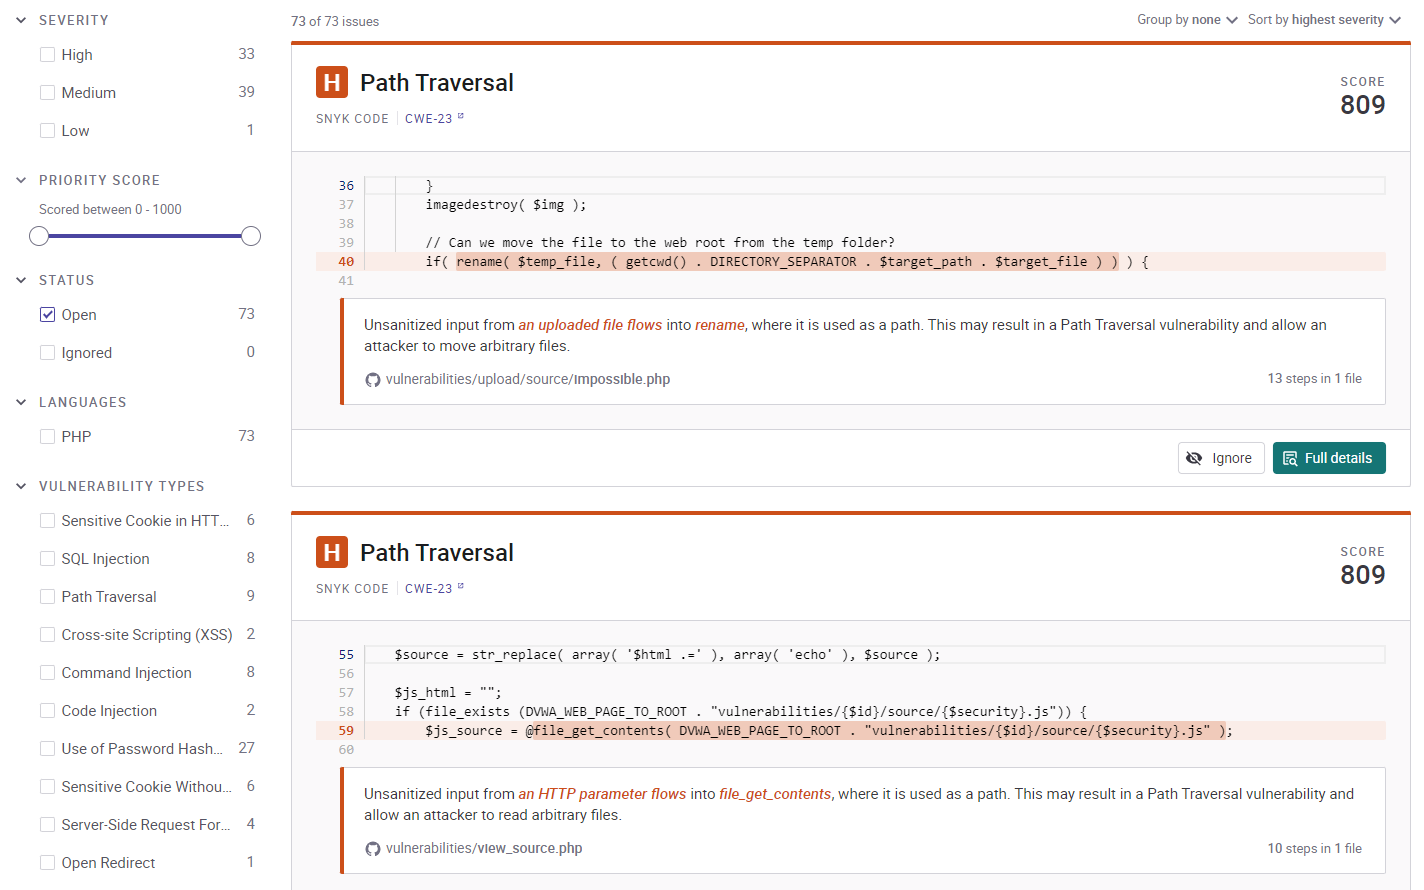 SEVERITY
High 33
Medium 39
Low 1
PRIORITY SCORE
Scored between 0 - 1000
STATUS
Open 73
Ignored 0
LANGUAGES
PHP 73
VULNERABILITY TYPES
Sensitive Cookie in HTT... 6
SQL Injection 8
Path Traversal 9
Cross-site Scripting (XSS) 2
Command Injection 8
Code Injection 2
Use of Password Hash... 27
Sensitive Cookie Withou... 6
Server-Side Request For... 4
Open Redirect 1
73 of 73 issues
Group by none Sort by highest severity
H Path Traversal
SNYK CODE CWE-23
SCORE
809
36 }
37 imagedestroy( $img );
38
39 // Can we move the file to the web root from the temp folder?
40 if( rename( $temp_file, ( getcwd() . DIRECTORY_SEPARATOR . $target_path . $target_file ) ) ) {
41
Unsanitized input from an uploaded file flows into rename, where it is used as a path. This may result in a Path Traversal vulnerability and allow an
attacker to move arbitrary files.
vulnerabilities/upload/source/impossible.php 13 steps in 1 file
Ignore Full details
H Path Traversal
SNYK CODE CWE-23
SCORE
809
55 $source = str_replace( array( '$html .=' ), array( 'echo' ), $source );
56
57 $js_html = "";
58 if (file_exists (DVWA_WEB_PAGE_TO_ROOT . "vulnerabilities/{$id}/source/{$security}.js")) {
59 $js_source = @file_get_contents( DVWA_WEB_PAGE_TO_ROOT . "vulnerabilities/{$id}/source/{$security}.js" );
60
Unsanitized input from an HTTP parameter flows into file_get_contents, where it is used as a path. This may result in a Path Traversal vulnerability and
allow an attacker to read arbitrary files.
vulnerabilities/view_source.php 10 steps in 1 file